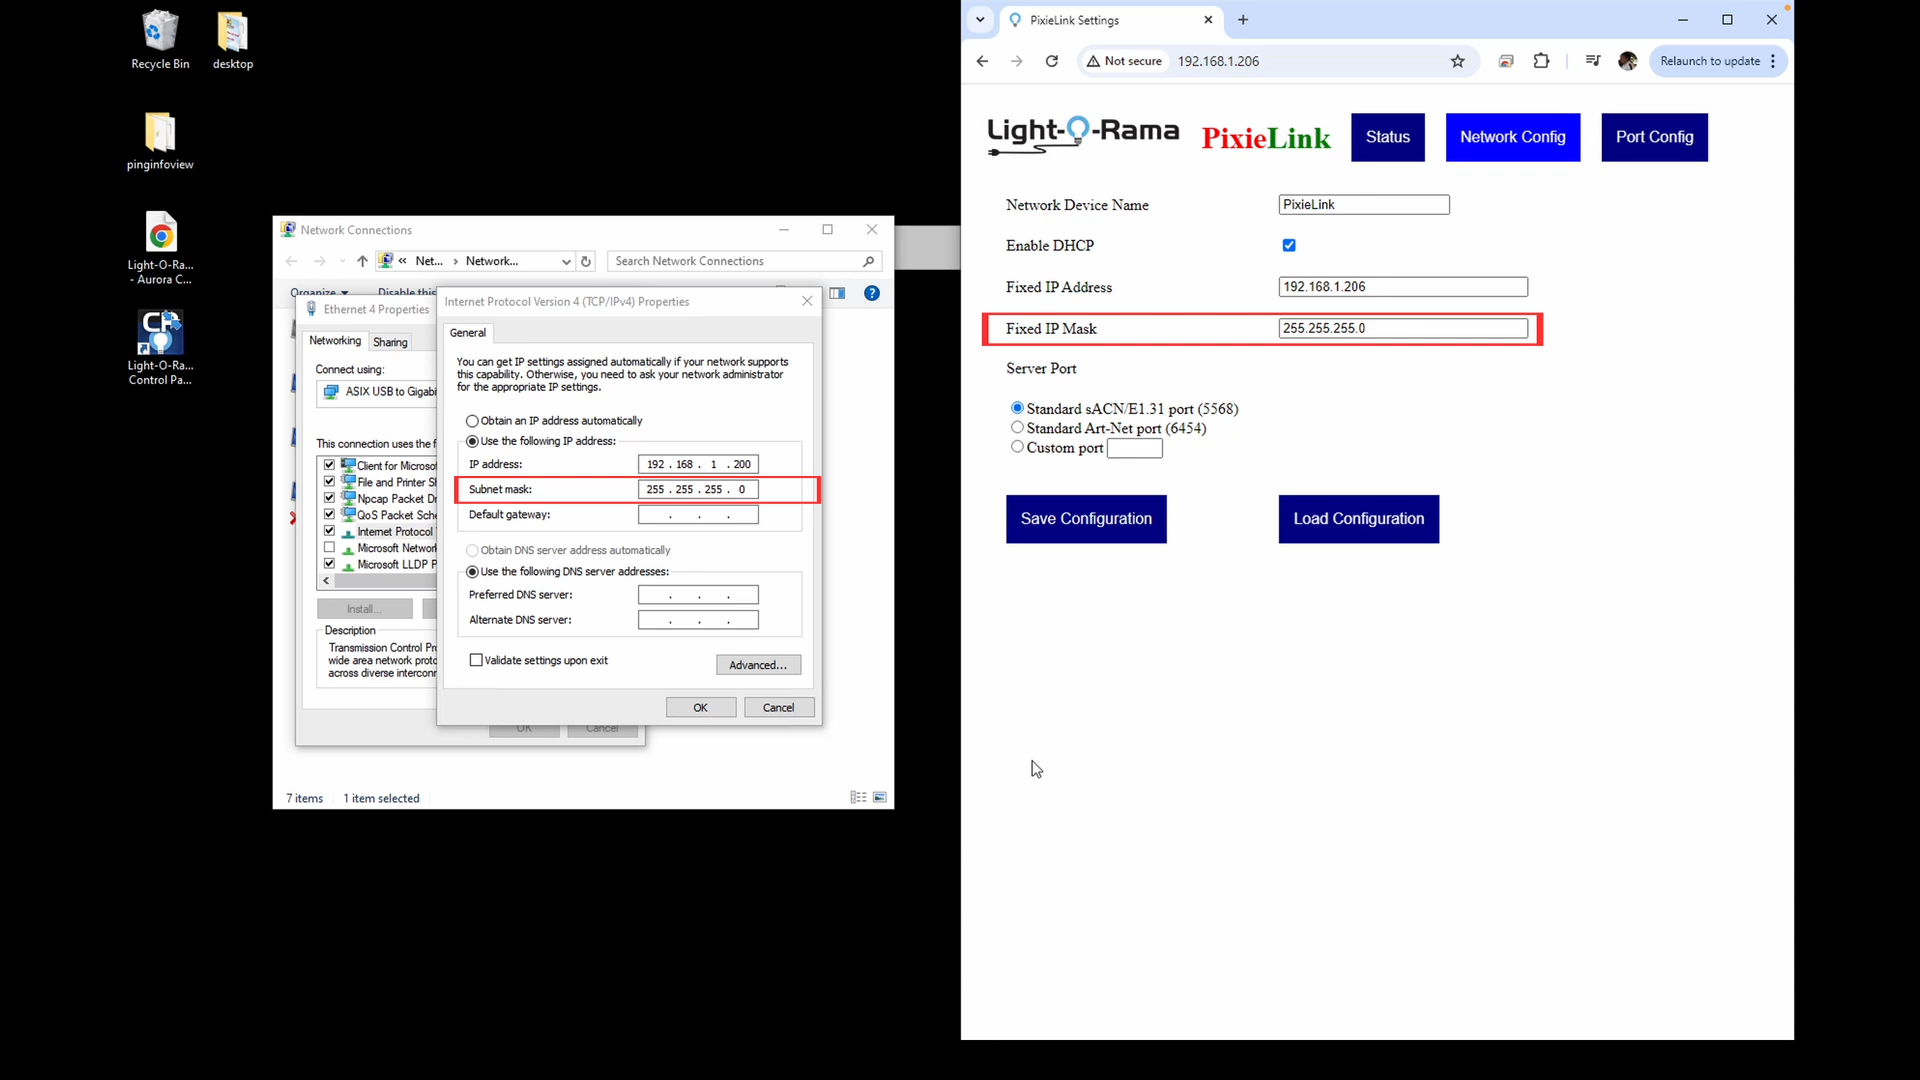 Recycle Bin
desktop
pinginfoview
Light-O-Ra...
- Aurora C...
Light-O-Ra...
Control Pa...
Network Connections
« Net... › Network...
Search Network Connections
Organize
Disable this
Ethernet 4 Properties
Networking
Sharing
Connect using:
ASIX USB to Gigabi
This connection uses the f
Client for Microsof
File and Printer Sh
Npcap Packet Dr
QoS Packet Sche
Internet Protocol
Microsoft Network
Microsoft LLDP P
Install...
Description
Transmission Control Pro
wide area network proto
across diverse interconn
OK
Cancel
7 items
1 item selected
Internet Protocol Version 4 (TCP/IPv4) Properties
General
You can get IP settings assigned automatically if your network supports
this capability. Otherwise, you need to ask your network administrator
for the appropriate IP settings.
Obtain an IP address automatically
Use the following IP address:
IP address: 192 . 168 . 1 . 200
Subnet mask: 255 . 255 . 255 . 0
Default gateway: . . .
Obtain DNS server address automatically
Use the following DNS server addresses:
Preferred DNS server: . . .
Alternate DNS server: . . .
Validate settings upon exit
Advanced...
OK
Cancel
PixieLink Settings
Not secure 192.168.1.206
Relaunch to update
Light-O-Rama
PixieLink
Status
Network Config
Port Config
Network Device Name PixieLink
Enable DHCP
Fixed IP Address 192.168.1.206
Fixed IP Mask 255.255.255.0
Server Port
Standard sACN/E1.31 port (5568)
Standard Art-Net port (6454)
Custom port
Save Configuration
Load Configuration